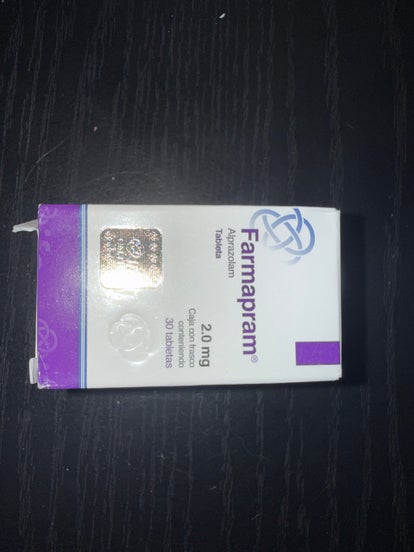 Farmapram®
Alprazolam
Tableta
2.0 mg
Caja con frasco
conteniendo
30 tabletas